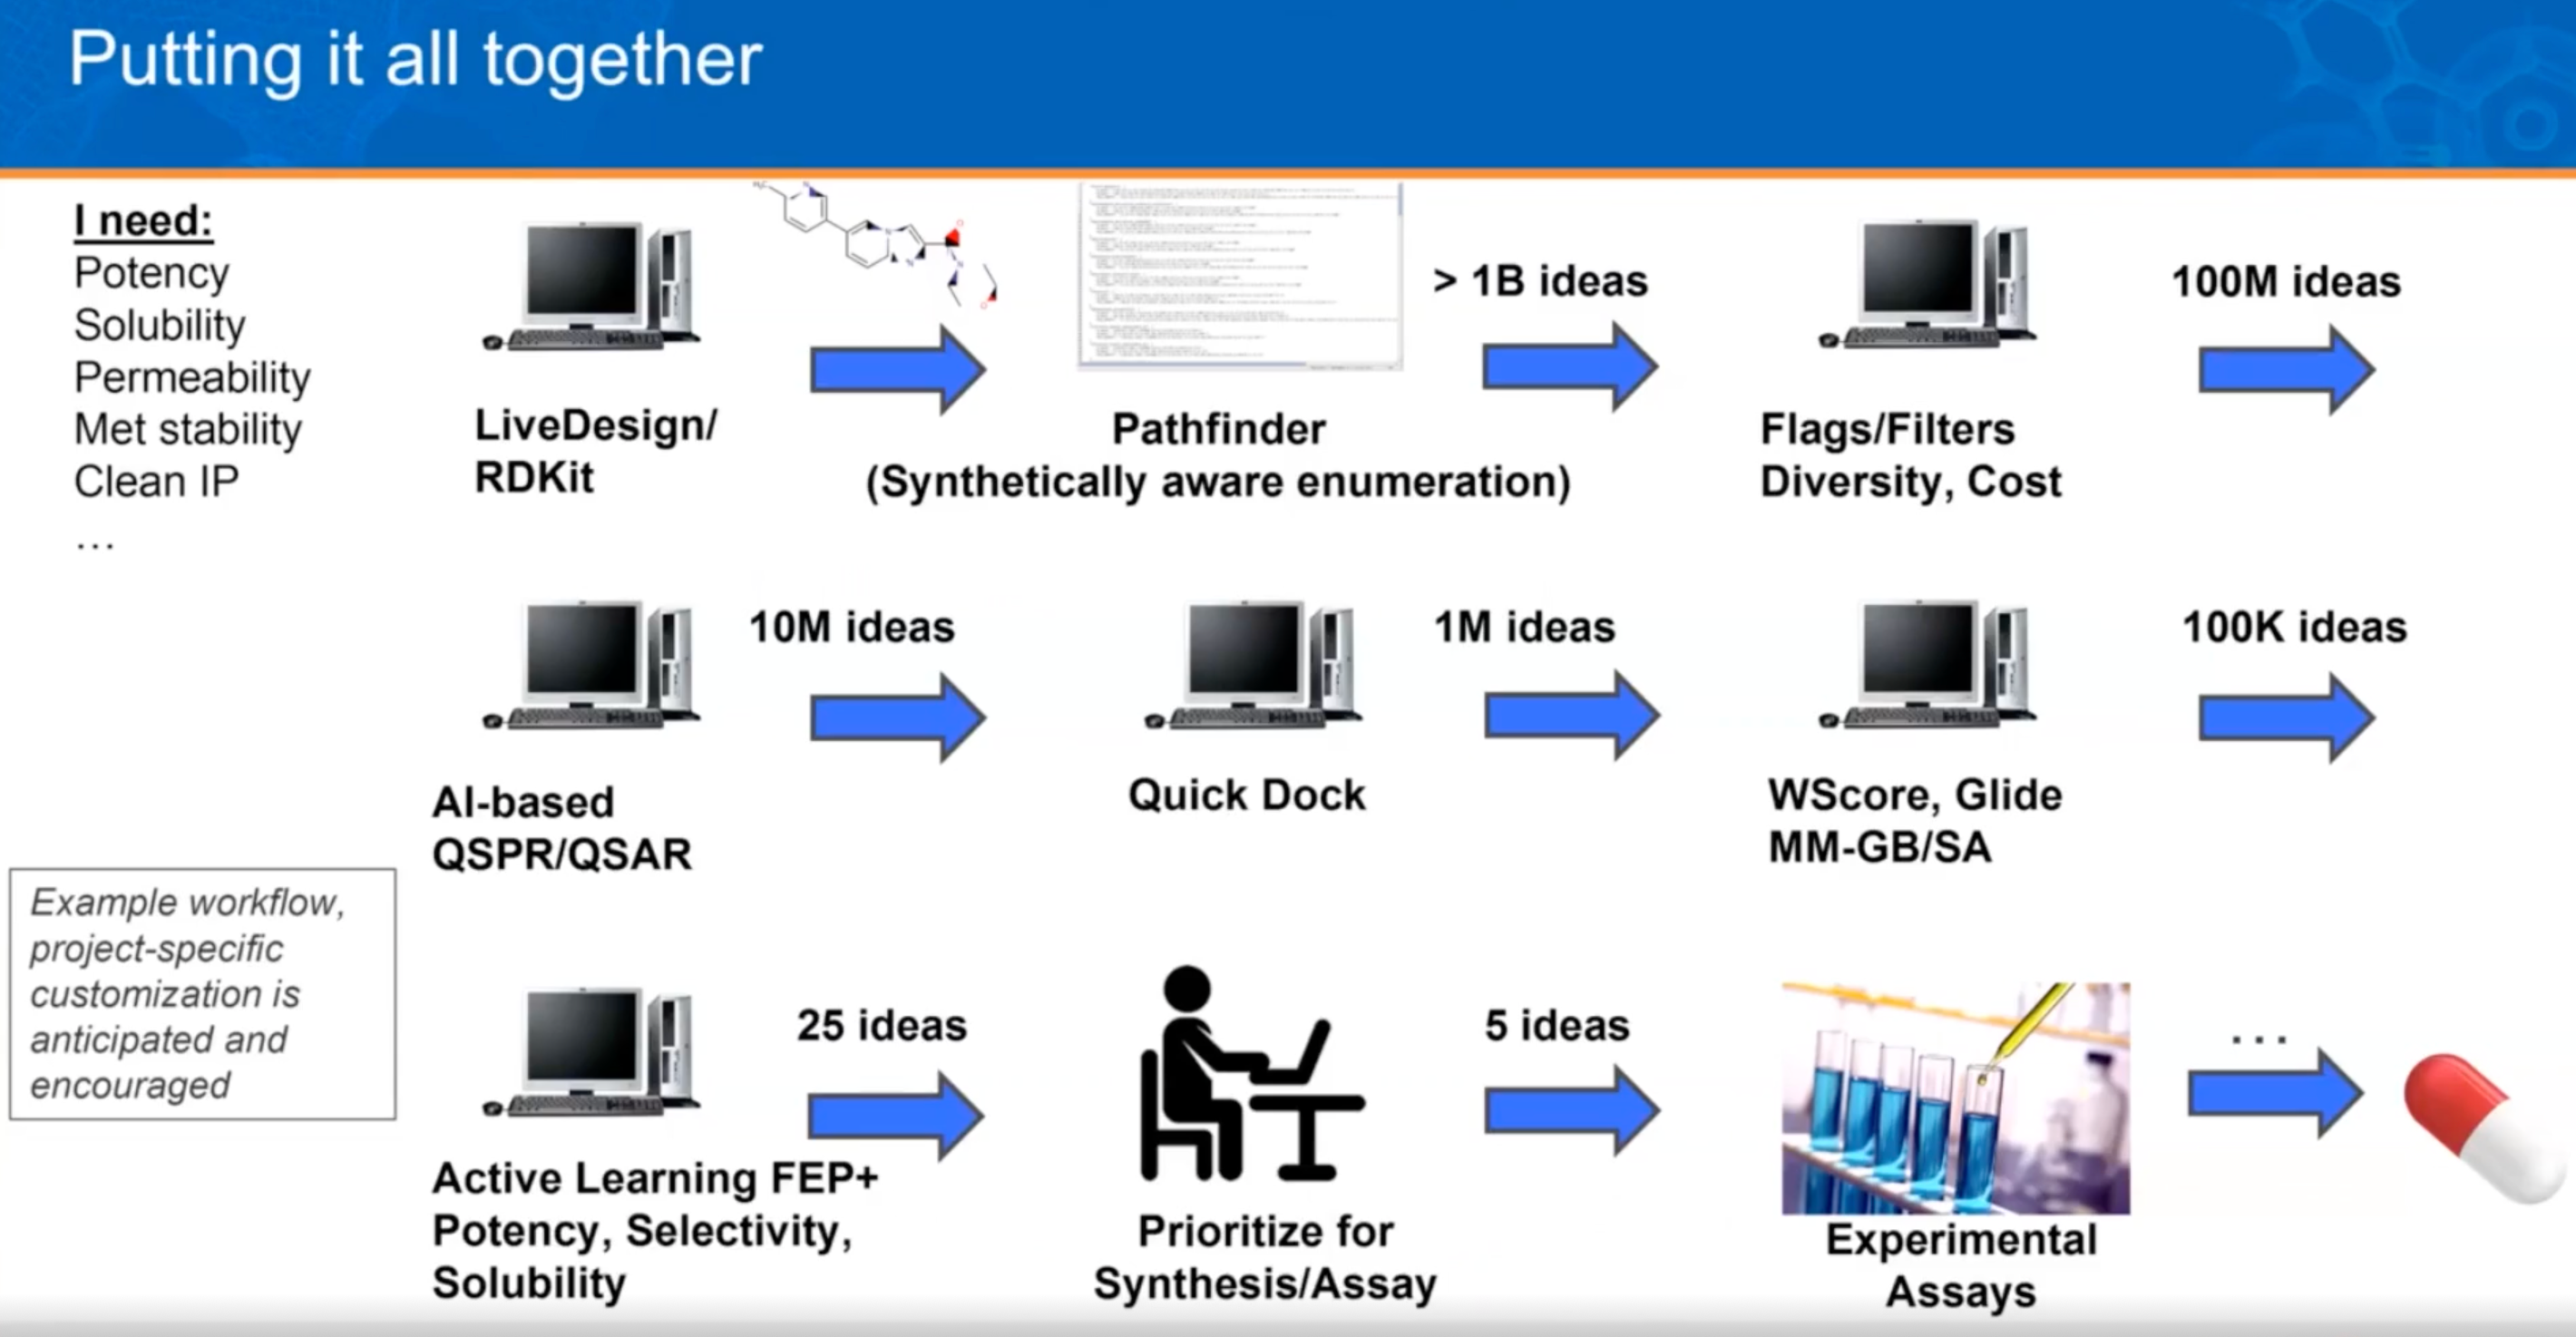 Putting it all together
I need:
Potency
Solubility
Permeability
Met stability
Clean IP
…
LiveDesign/
RDKit
H₃C
N
N
N
O
N
O
Pathfinder
(Synthetically aware enumeration)
> 1B ideas
Flags/Filters
Diversity, Cost
100M ideas
AI-based
QSPR/QSAR
10M ideas
Quick Dock
1M ideas
WScore, Glide
MM-GB/SA
100K ideas
Example workflow,
project-specific
customization is
anticipated and
encouraged
Active Learning FEP+
Potency, Selectivity,
Solubility
25 ideas
Prioritize for
Synthesis/Assay
5 ideas
Experimental
Assays
…